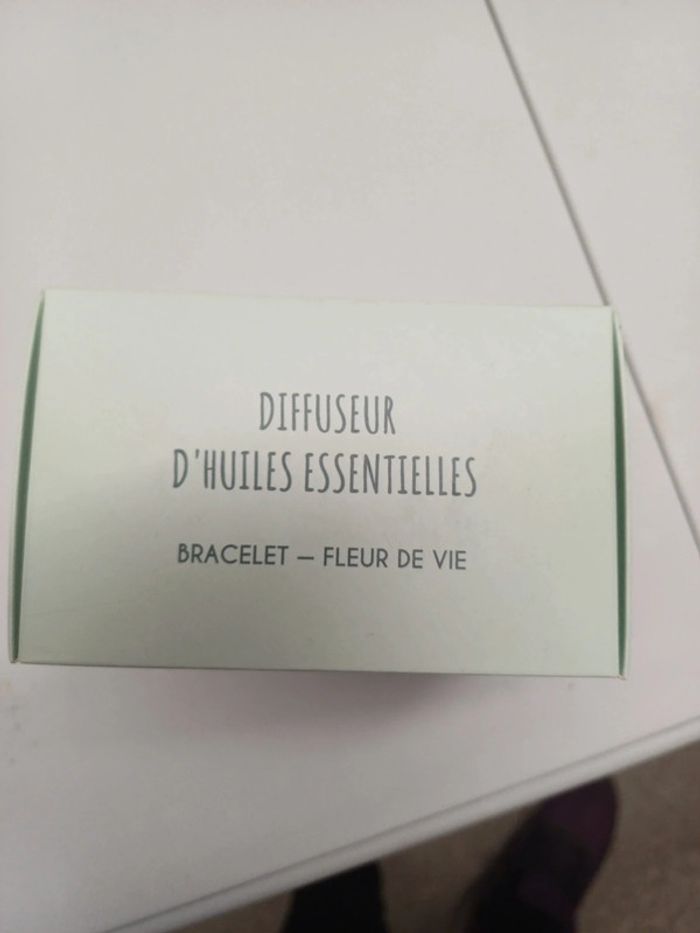 DIFFUSEUR
D'HUILES ESSENTIELLES
BRACELET – FLEUR DE VIE